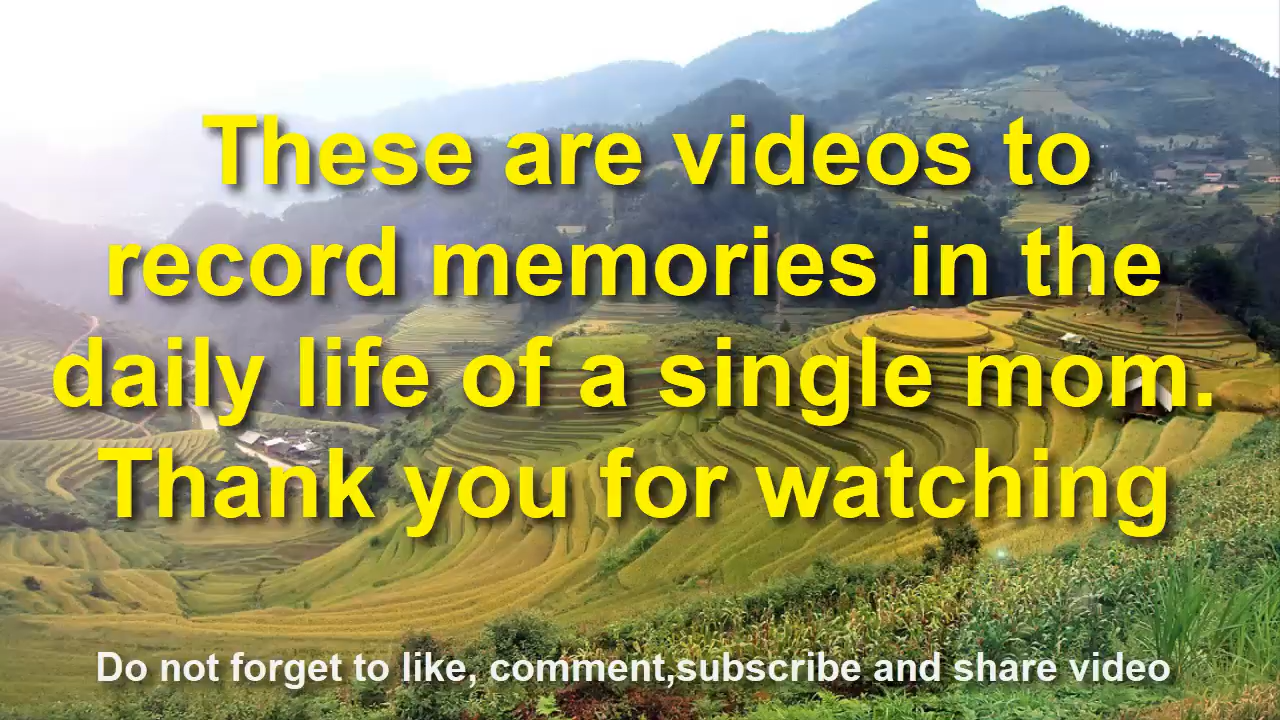 These are videos to
record memories in the
daily life of a single mom.
Thank you for watching
Do not forget to like, comment,subscribe and share video